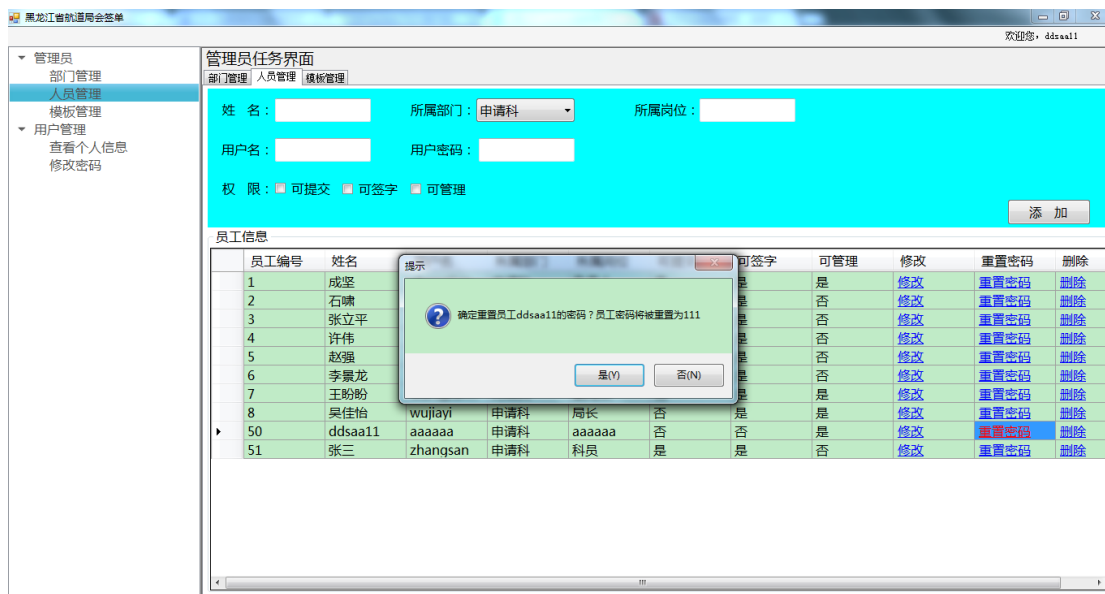 黑龙江省航道局会签单
欢迎您，ddsaa11
管理员
部门管理
人员管理
模板管理
用户管理
查看个人信息
修改密码
管理员任务界面
部门管理 人员管理 模板管理
姓 名： 所属部门： 申请科 所属岗位：
用户名： 用户密码：
权 限： 可提交 可签字 可管理
添 加
员工信息
员工编号 姓名 可签字 可管理 修改 重置密码 删除
1 成坚 是 是 修改 重置密码 删除
2 石啸 是 否 修改 重置密码 删除
3 张立平 是 否 修改 重置密码 删除
4 许伟 是 否 修改 重置密码 删除
5 赵强 是 否 修改 重置密码 删除
6 李景龙 是 否 修改 重置密码 删除
7 王盼盼 是 是 修改 重置密码 删除
8 吴佳怡 wujiayi 申请科 局长 否 是 是 修改 重置密码 删除
50 ddsaa11 aaaaaa 申请科 aaaaaa 否 否 是 修改 重置密码 删除
51 张三 zhangsan 申请科 科员 是 是 否 修改 重置密码 删除
提示
确定重置员工ddsaa11的密码？员工密码将被重置为111
是(Y) 否(N)